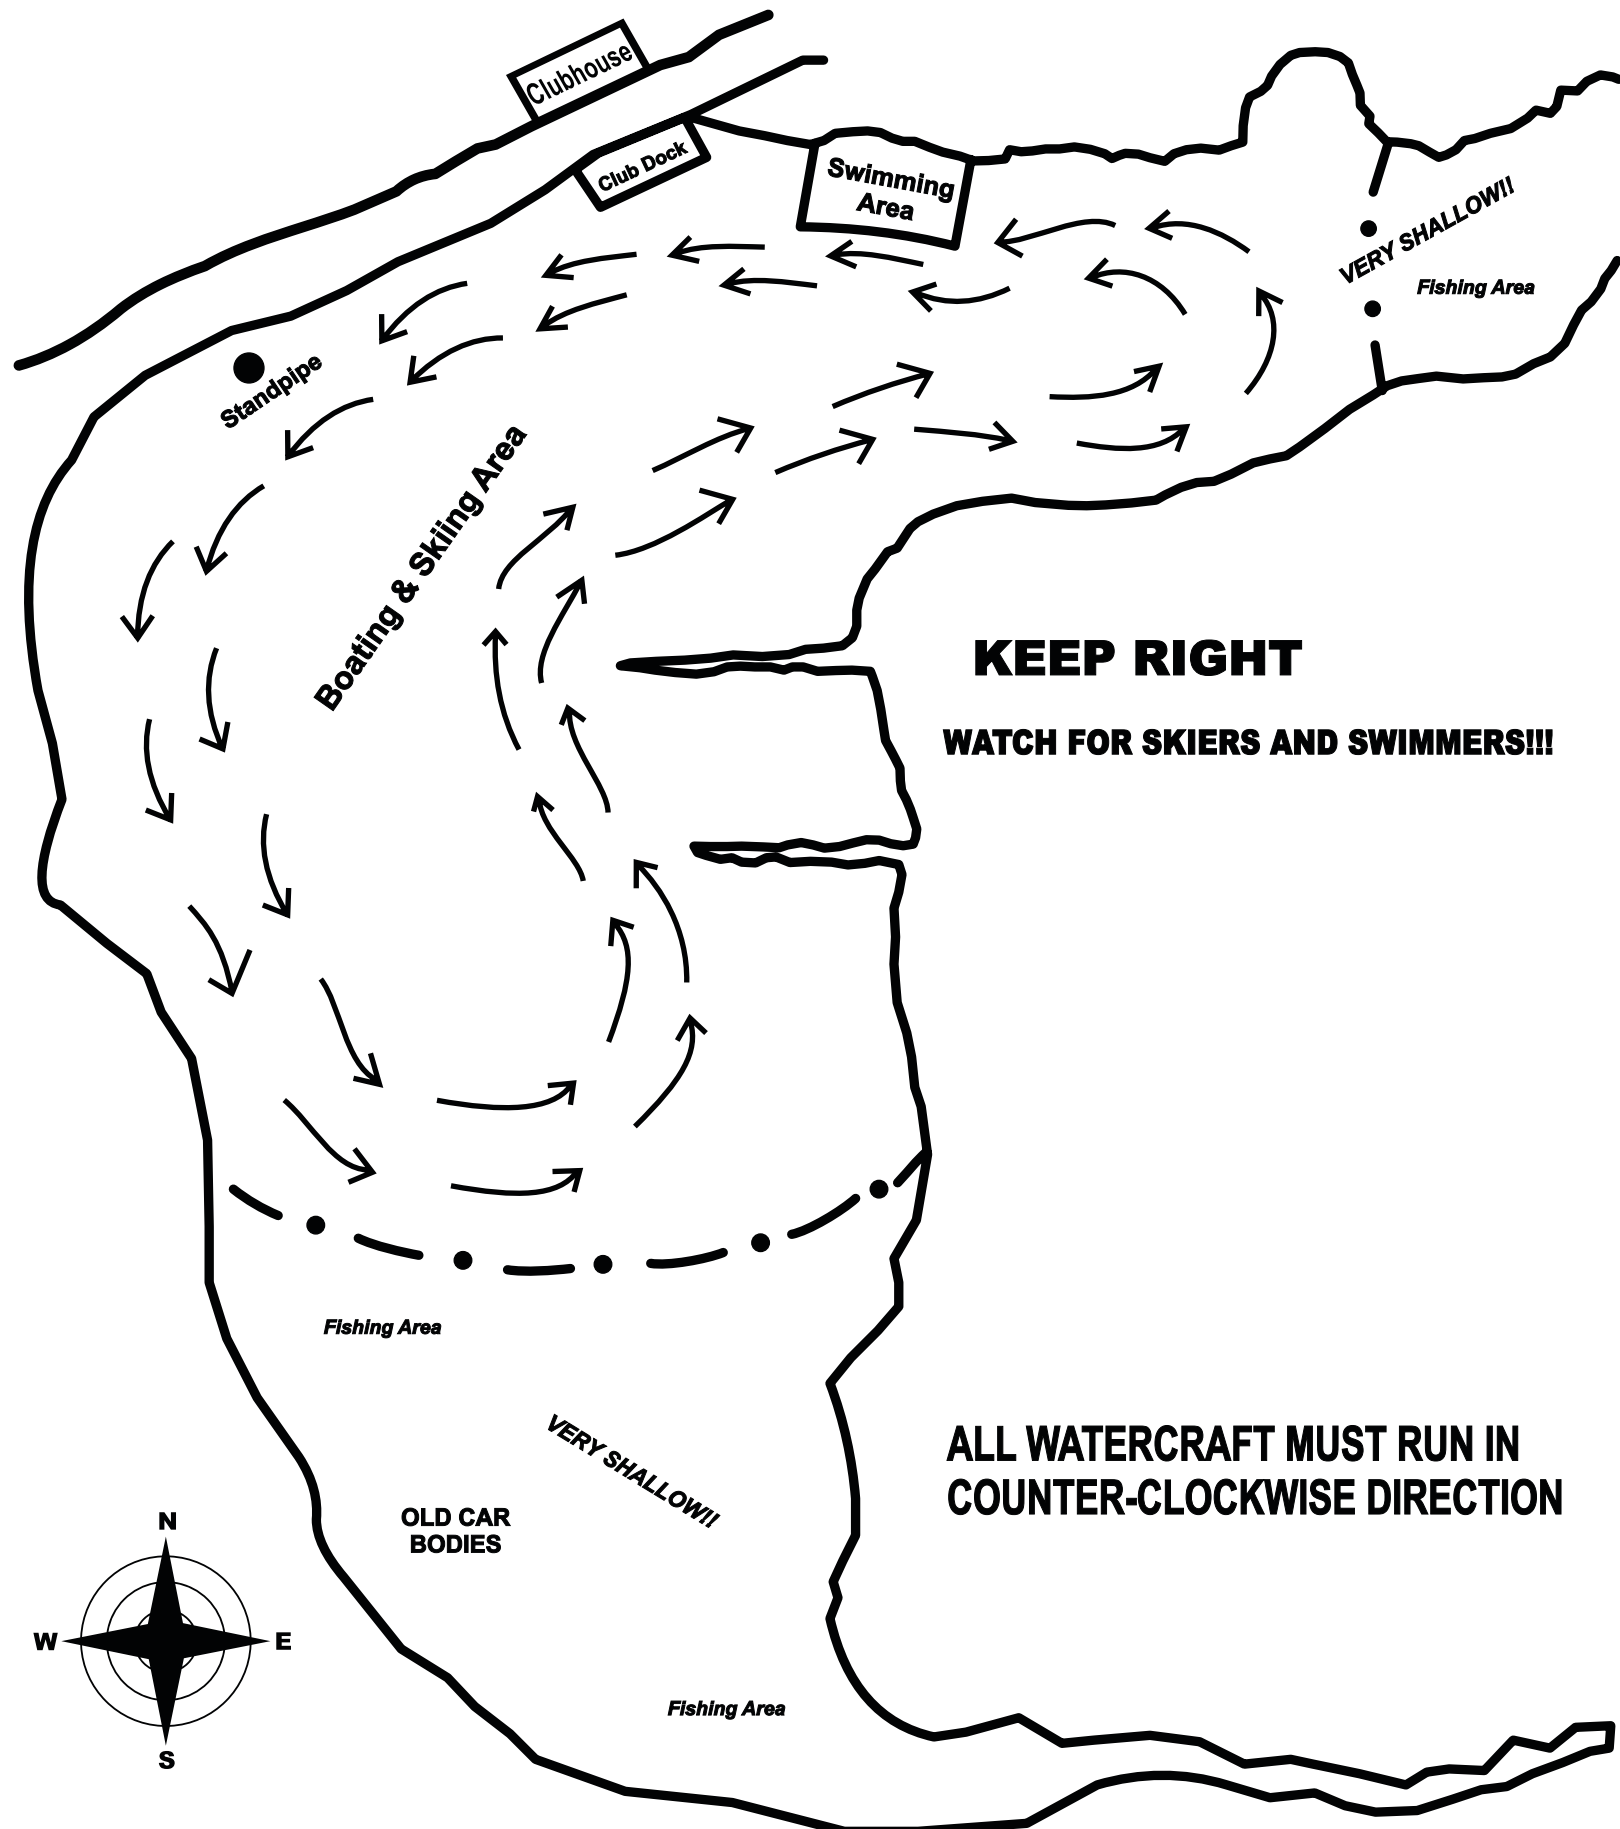 Clubhouse
Club Dock
Swimming
Area
VERY SHALLOW!!
Fishing Area
Standpipe
Boating & Skiing Area
KEEP RIGHT
WATCH FOR SKIERS AND SWIMMERS!!!
Fishing Area
VERY SHALLOW!!
ALL WATERCRAFT MUST RUN IN
COUNTER-CLOCKWISE DIRECTION
OLD CAR
BODIES
N
W
E
S
Fishing Area